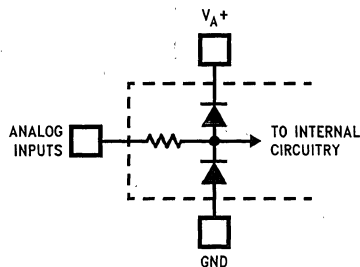 VA+
ANALOG
INPUTS
TO INTERNAL
CIRCUITRY
GND